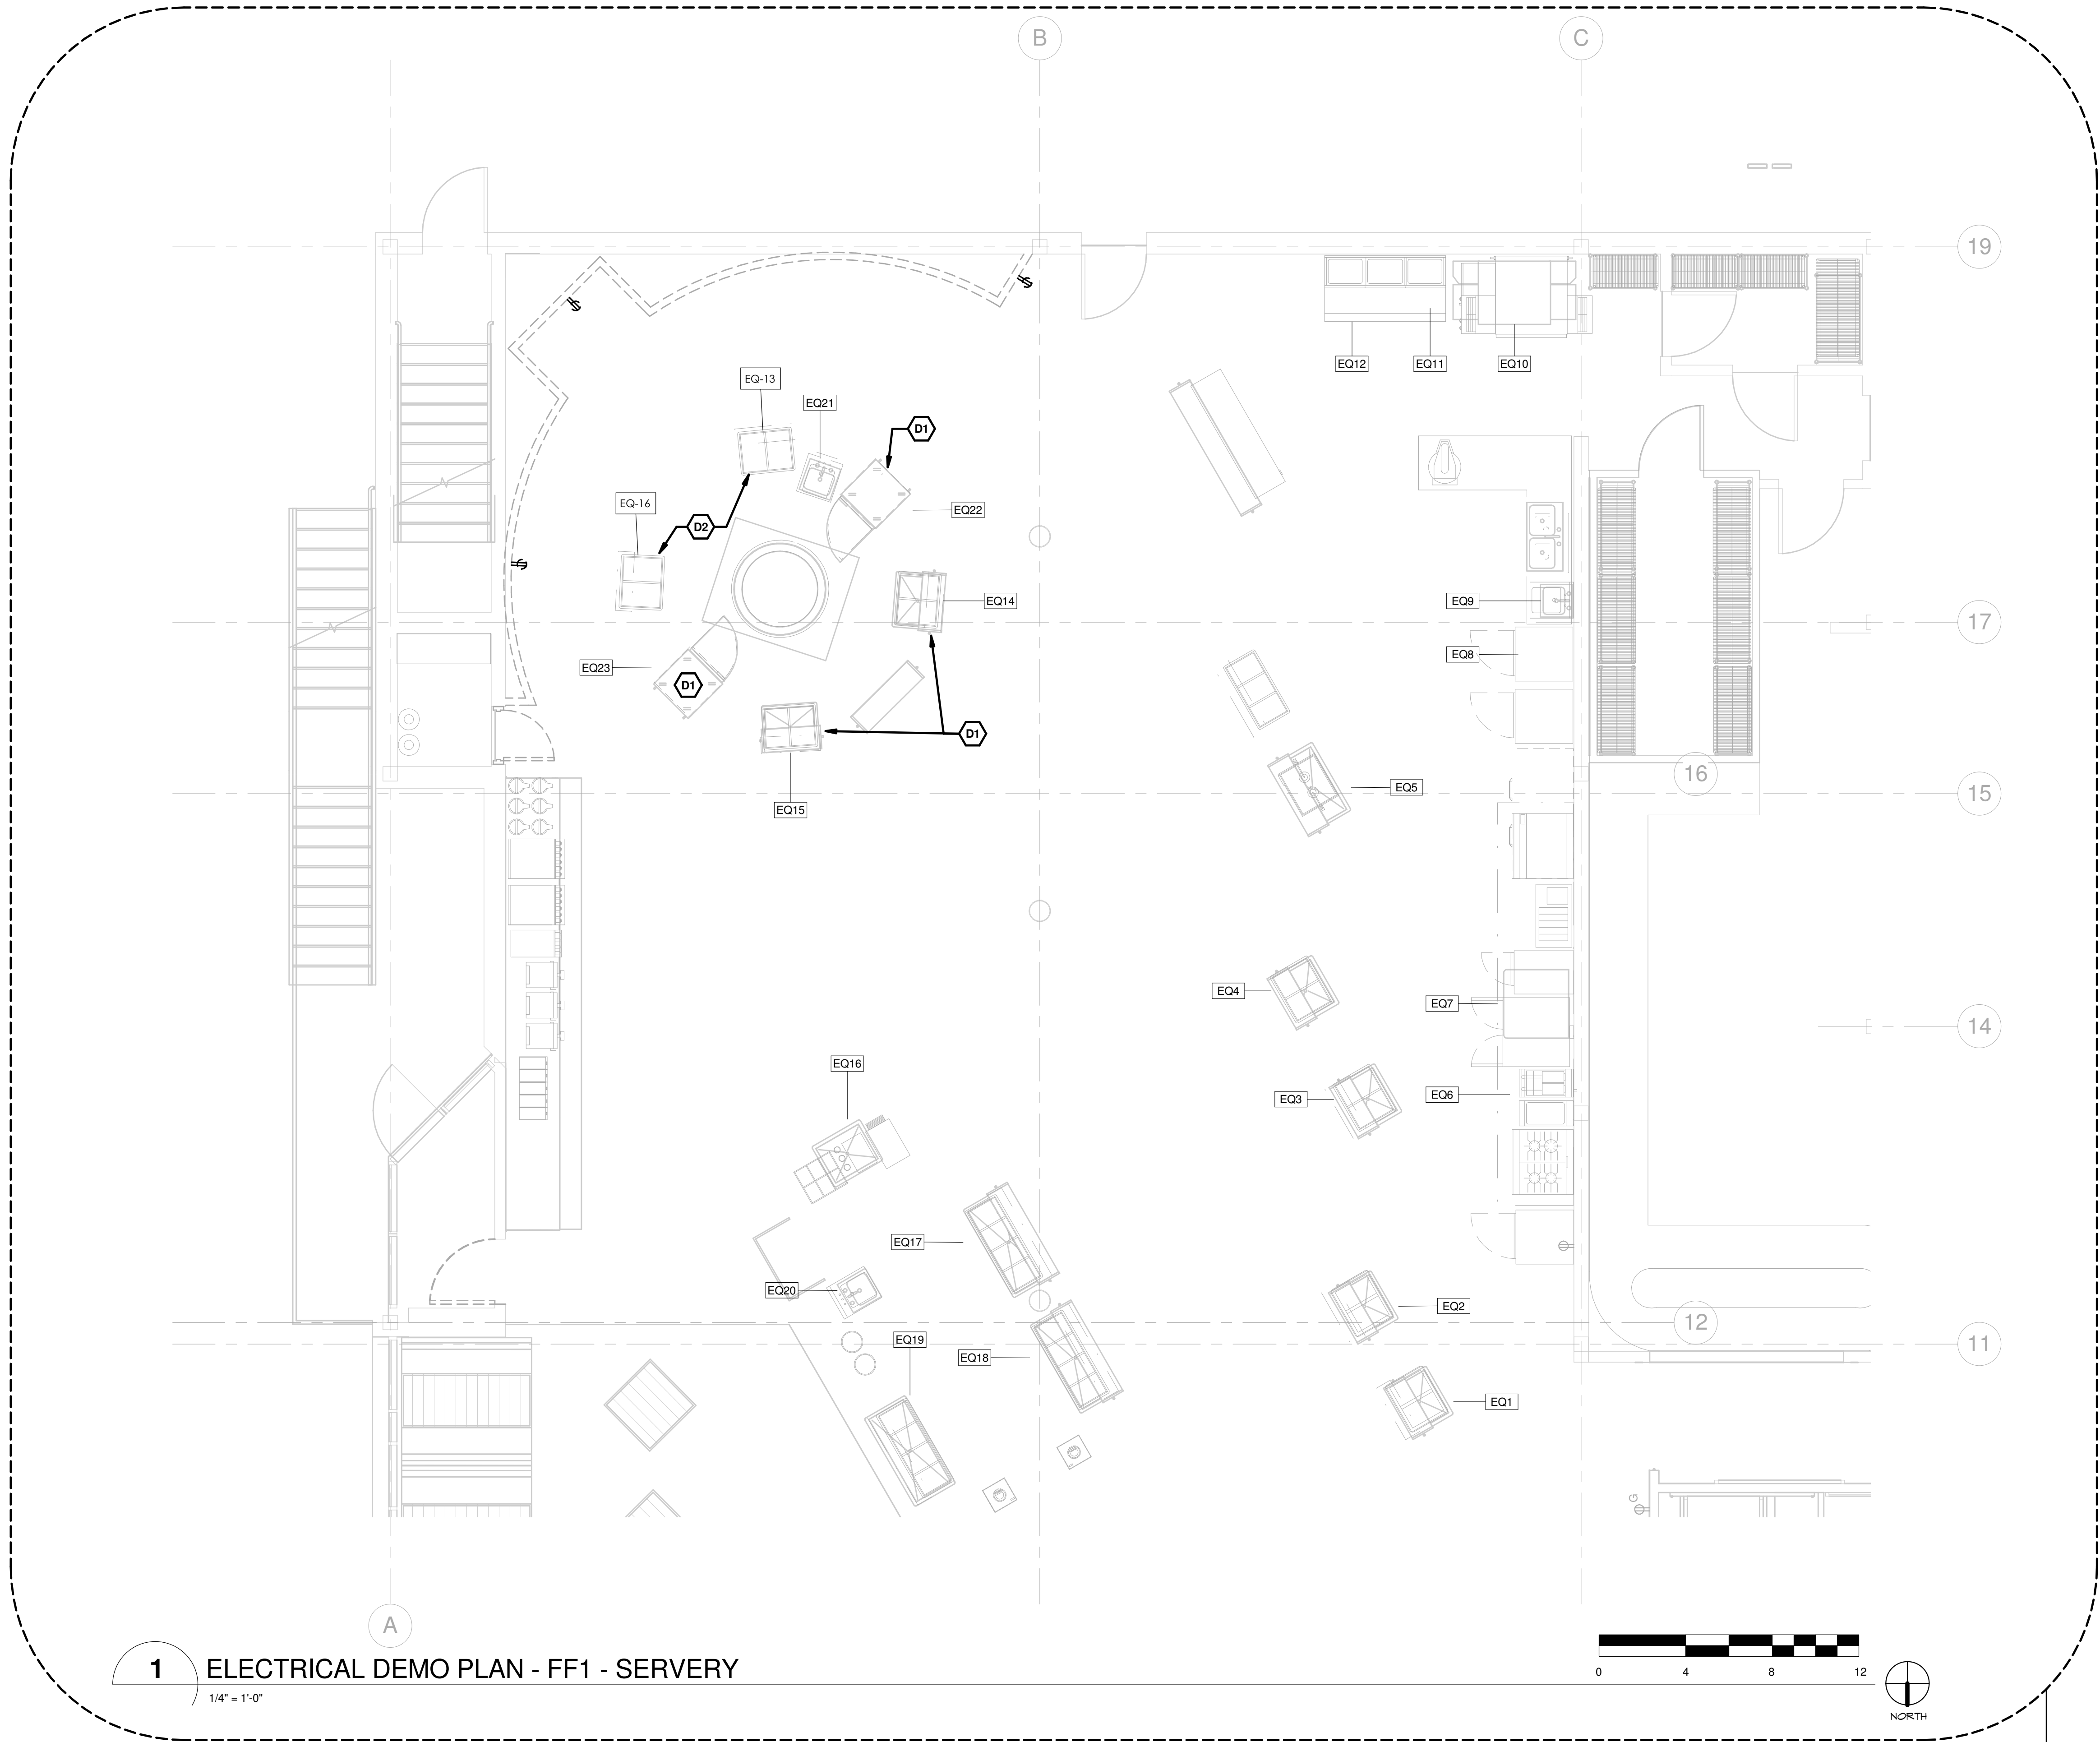 B
C
19
EQ12
EQ11
EQ10
EQ-13
EQ21
D1
EQ-16
D2
EQ22
EQ14
EQ9
17
EQ8
EQ23
D1
D1
16
EQ5
15
EQ15
EQ4
EQ7
14
EQ16
EQ3
EQ6
EQ17
EQ20
EQ2
12
EQ19
11
EQ18
EQ1
G
A
1
ELECTRICAL DEMO PLAN - FF1 - SERVERY
1/4" = 1'-0"
0 4 8 12
NORTH